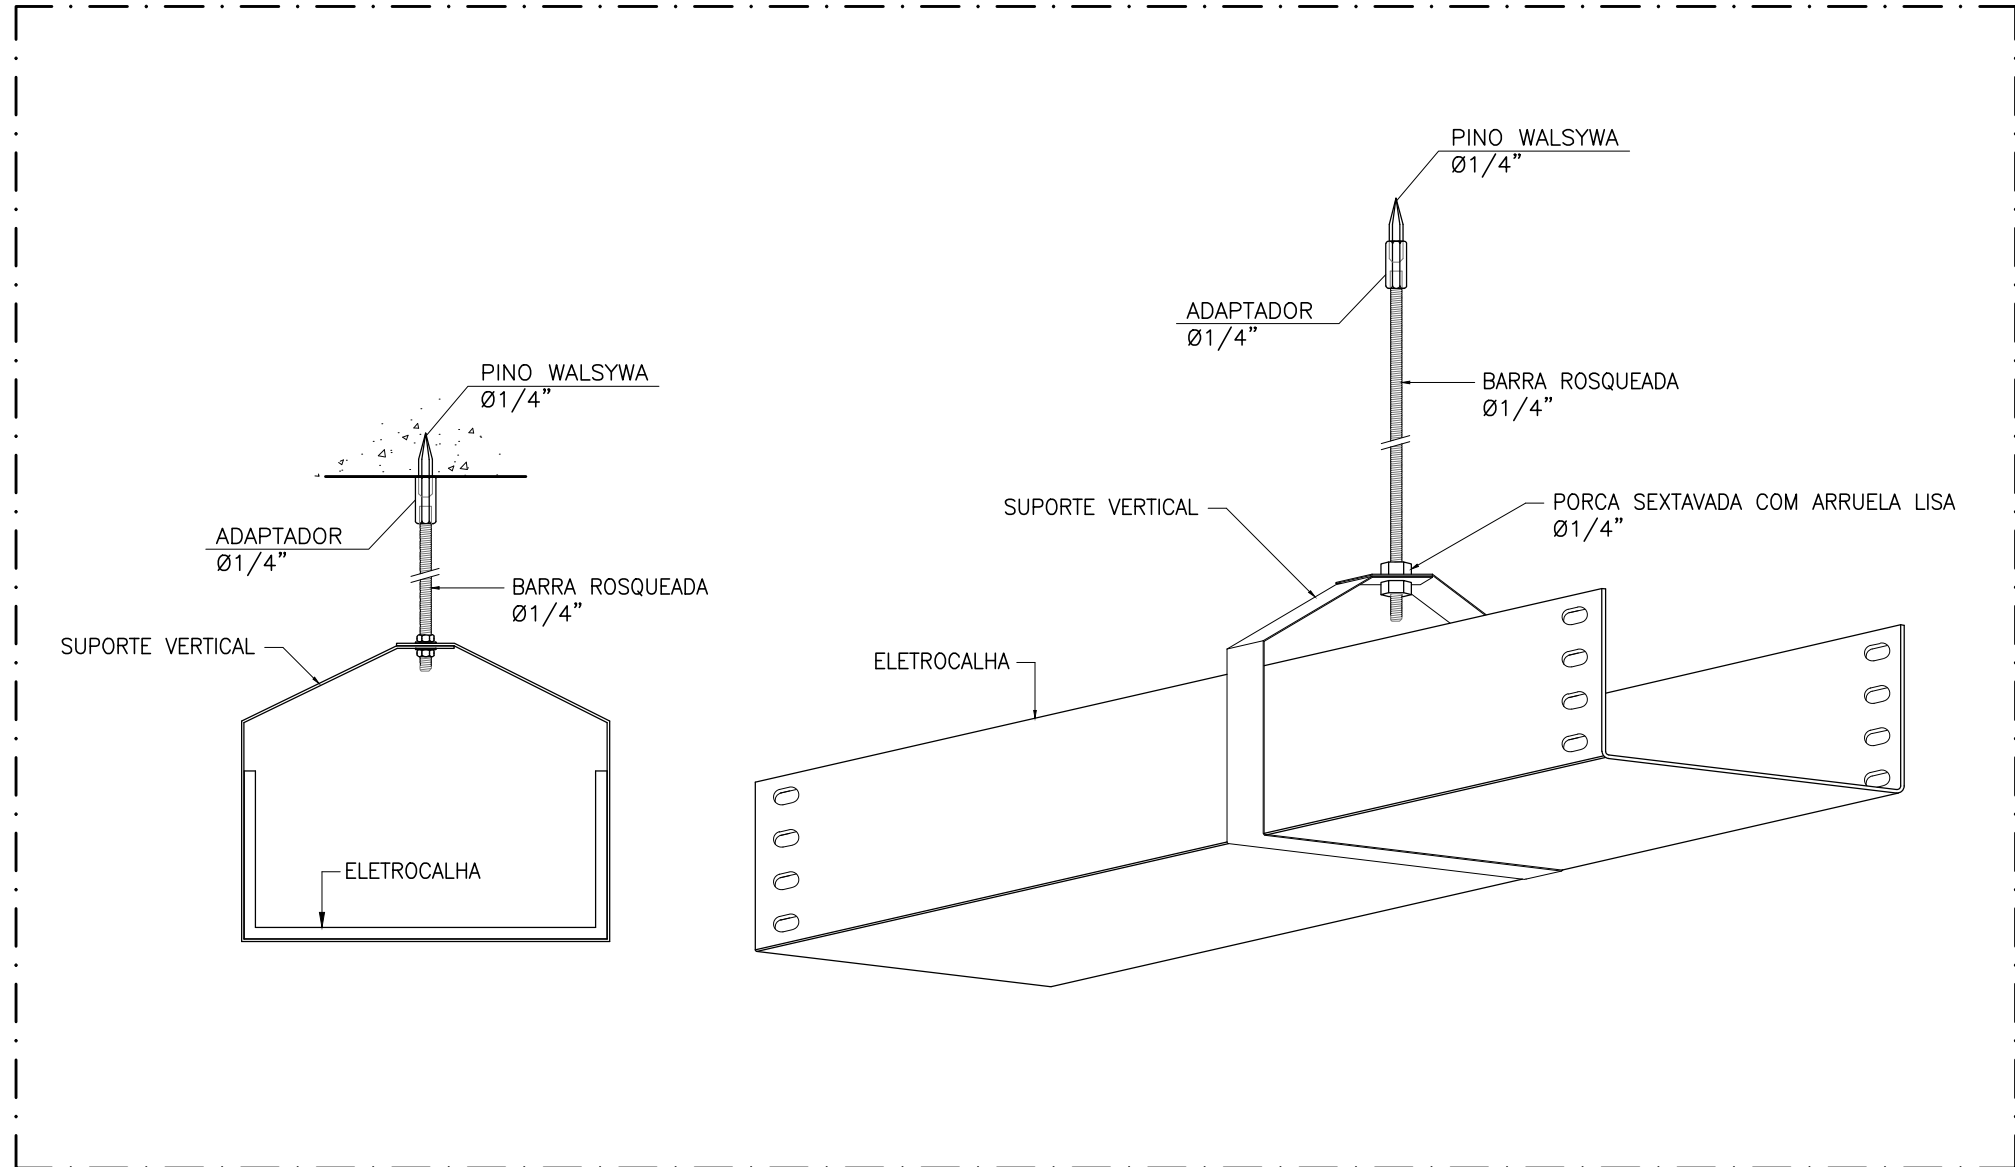 PINO WALSYWA
Ø1/4"
ADAPTADOR
Ø1/4"
BARRA ROSQUEADA
Ø1/4"
SUPORTE VERTICAL
ELETROCALHA
PINO WALSYWA
Ø1/4"
ADAPTADOR
Ø1/4"
BARRA ROSQUEADA
Ø1/4"
SUPORTE VERTICAL
PORCA SEXTAVADA COM ARRUELA LISA
Ø1/4"
ELETROCALHA